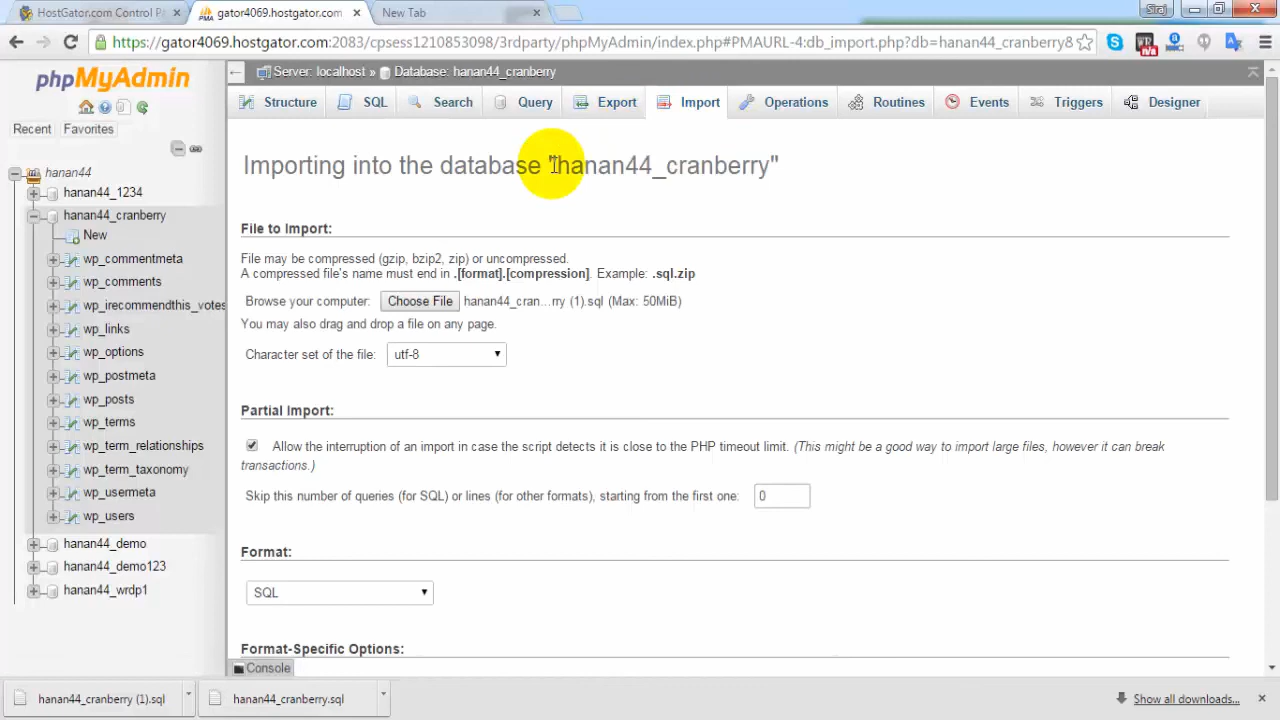 HostGator.com Control Pa
gator4069.hostgator.com:
New Tab
Siraj
https://gator4069.hostgator.com:2083/cpsess1210853098/3rdparty/phpMyAdmin/index.php#PMAURL-4:db_import.php?db=hanan44_cranberry8
n/a
phpMyAdmin
Recent
Favorites
hanan44
hanan44_1234
hanan44_cranberry
New
wp_commentmeta
wp_comments
wp_irecommendthis_votes
wp_links
wp_options
wp_postmeta
wp_posts
wp_terms
wp_term_relationships
wp_term_taxonomy
wp_usermeta
wp_users
hanan44_demo
hanan44_demo123
hanan44_wrdp1
Server: localhost » Database: hanan44_cranberry
Structure SQL Search Query Export Import Operations Routines Events Triggers Designer
Importing into the database "hanan44_cranberry"
File to Import:
File may be compressed (gzip, bzip2, zip) or uncompressed.
A compressed file's name must end in .[format].[compression]. Example: .sql.zip
Browse your computer: Choose File hanan44_cran...rry (1).sql (Max: 50MiB)
You may also drag and drop a file on any page.
Character set of the file: utf-8
Partial Import:
Allow the interruption of an import in case the script detects it is close to the PHP timeout limit. (This might be a good way to import large files, however it can break
transactions.)
Skip this number of queries (for SQL) or lines (for other formats), starting from the first one: 0
Format:
SQL
Format-Specific Options:
Console
hanan44_cranberry (1).sql
hanan44_cranberry.sql
Show all downloads...